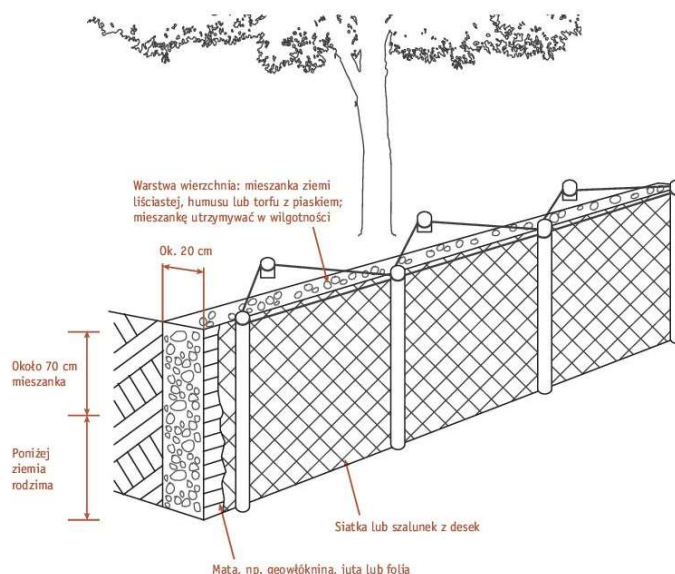 Warstwa wierzchnia: mieszanka ziemi
liściastej, humusu lub torfu z piaskiem;
mieszankę utrzymywać w wilgotności
Ok. 20 cm
Około 70 cm
mieszanka
Poniżej
ziemia
rodzima
Siatka lub szalunek z desek
Mata, np. geowłóknina, juta lub folia